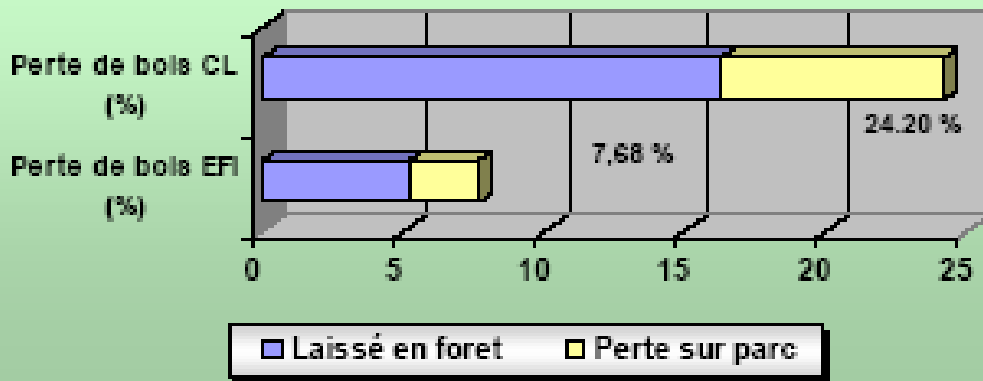 Perte de bois CL
(%)
24.20 %
7,68 %
Perte de bois EFI
(%)
0 5 10 15 20 25
Laissé en foret Perte sur parc